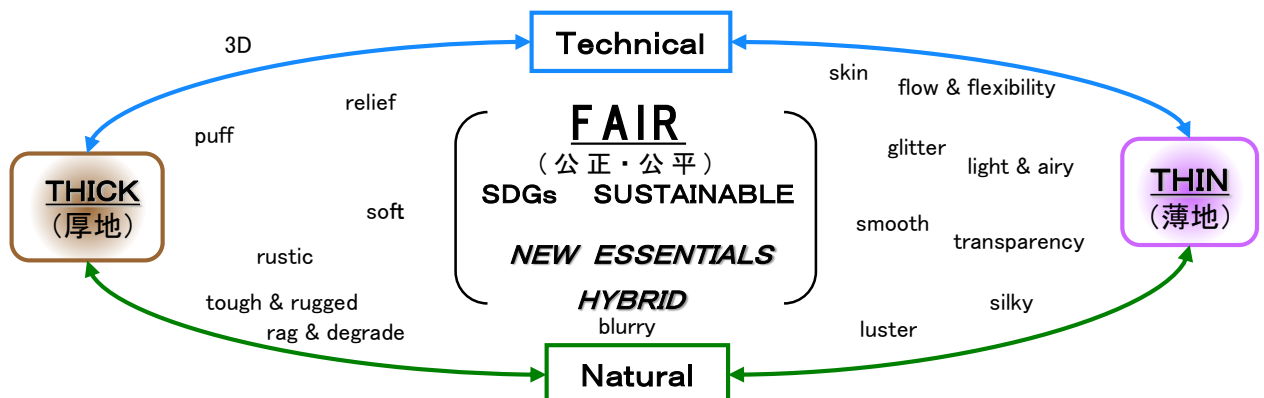 Technical
3D
skin
flow & flexibility
relief
puff
FAIR
(公正・公平)
SDGs SUSTAINABLE
glitter
light & airy
THICK
(厚地)
THIN
(薄地)
soft
smooth
transparency
rustic
NEW ESSENTIALS
tough & rugged
HYBRID
silky
rag & degrade
blurry
luster
Natural